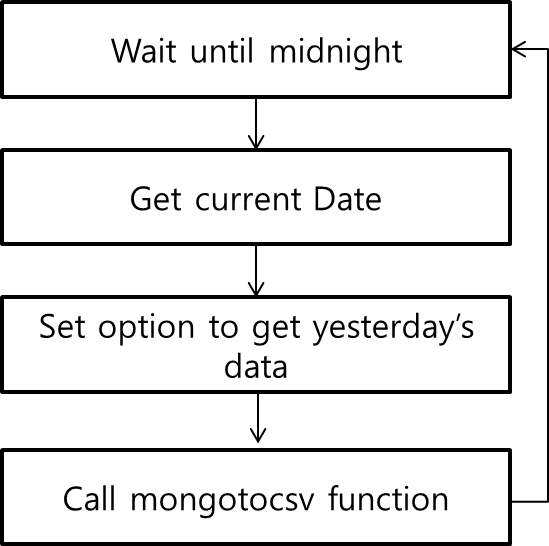 Wait until midnight
Get current Date
Set option to get yesterday's
data
Call mongotocsv function